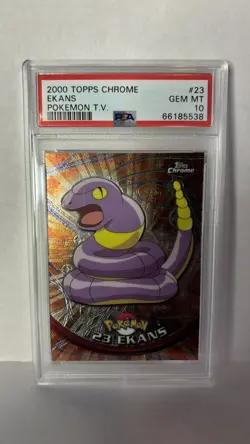 2000 TOPPS CHROME #23
EKANS GEM MT
POKEMON T.V. PSA 10
66185538
Topps
Chrome
POKéMON
23 EKANS